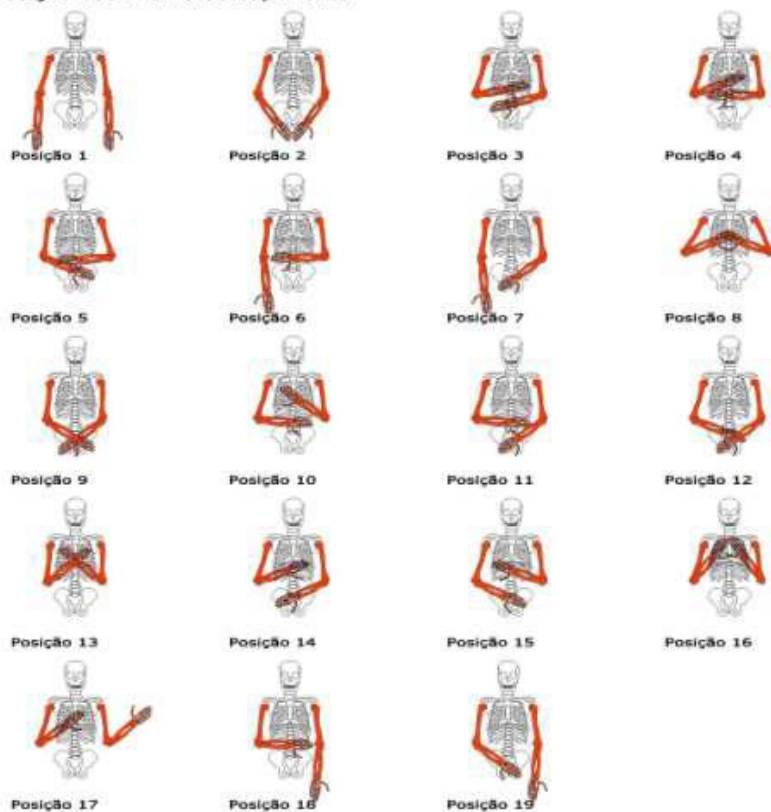 Posição 1
Posição 2
Posição 3
Posição 4
Posição 5
Posição 6
Posição 7
Posição 8
Posição 9
Posição 10
Posição 11
Posição 12
Posição 13
Posição 14
Posição 15
Posição 16
Posição 17
Posição 18
Posição 19